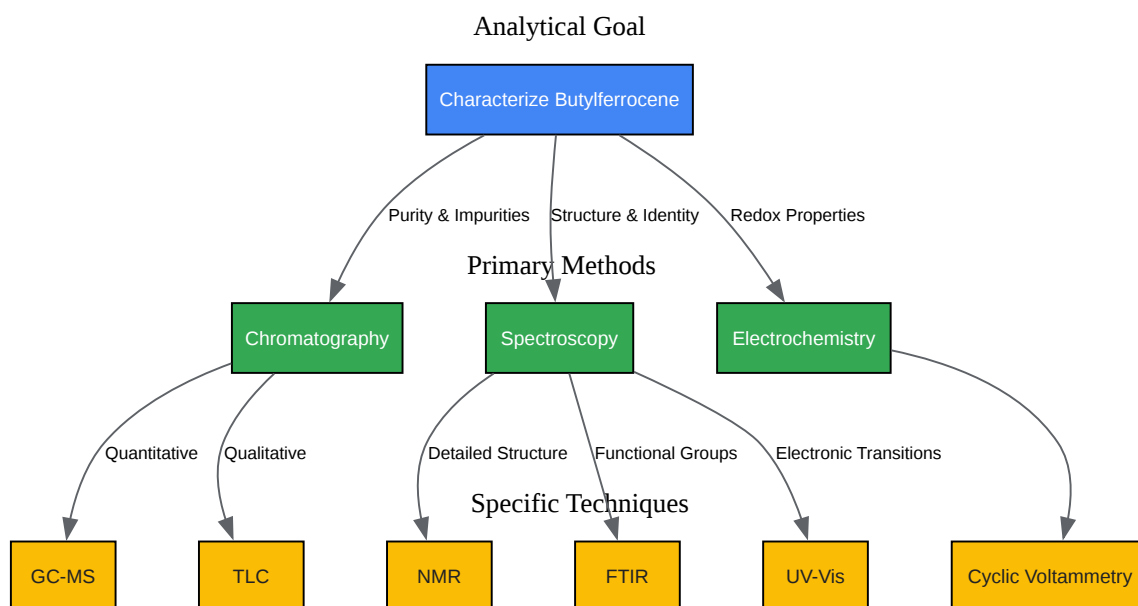 Analytical Goal
Characterize Butylferrocene
Purity & Impurities
Structure & Identity
Redox Properties
Primary Methods
Chromatography
Spectroscopy
Electrochemistry
Quantitative
Qualitative
Detailed Structure
Functional Groups
Electronic Transitions
Specific Techniques
GC-MS
TLC
NMR
FTIR
UV-Vis
Cyclic Voltammetry